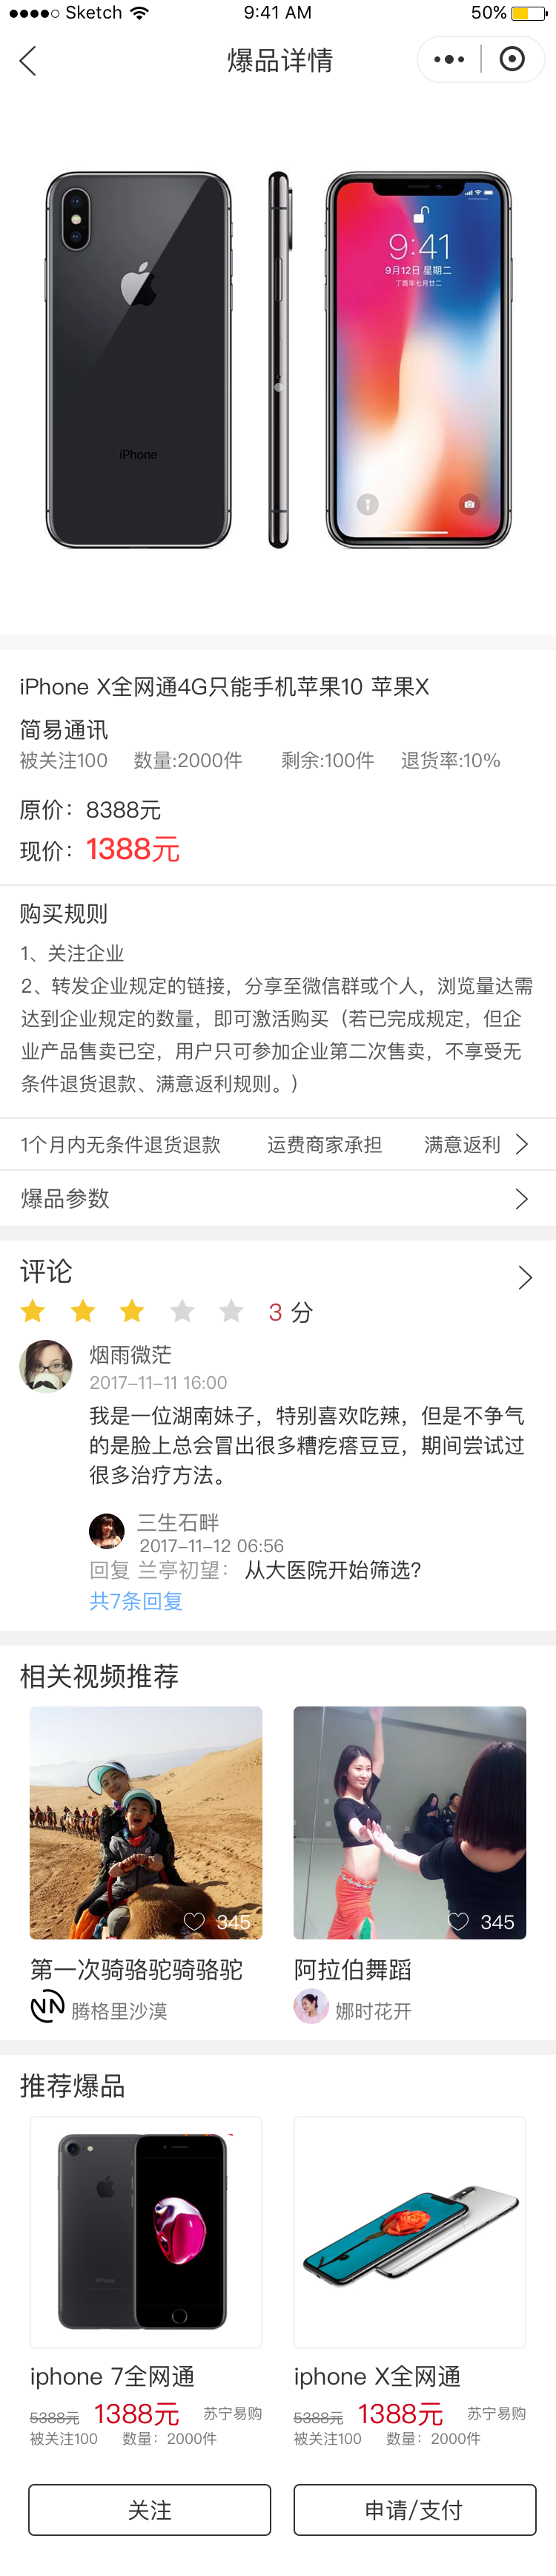 Sketch 9:41 AM 50%
爆品详情
9:41
9月12日 星期二
丁酉年七月廿二
iPhone
iPhone X全网通4G只能手机苹果10 苹果X
简易通讯
被关注100 数量:2000件 剩余:100件 退货率:10%
原价：8388元
现价：1388元
购买规则
1、关注企业
2、转发企业规定的链接，分享至微信群或个人，浏览量达需
达到企业规定的数量，即可激活购买（若已完成规定，但企
业产品售卖已空，用户只可参加企业第二次售卖，不享受无
条件退货退款、满意返利规则。）
1个月内无条件退货退款 运费商家承担 满意返利
爆品参数
评论
3 分
烟雨微茫
2017-11-11 16:00
我是一位湖南妹子，特别喜欢吃辣，但是不争气
的是脸上总会冒出很多糟疙瘩豆豆，期间尝试过
很多治疗方法。
三生石畔
2017-11-12 06:56
回复 兰亭初望： 从大医院开始筛选？
共7条回复
相关视频推荐
345
345
第一次骑骆驼骑骆驼
阿拉伯舞蹈
腾格里沙漠
娜时花开
推荐爆品
iPhone
iphone 7全网通
iphone X全网通
5388元 1388元 苏宁易购
5388元 1388元 苏宁易购
被关注100 数量：2000件
被关注100 数量：2000件
关注
申请/支付